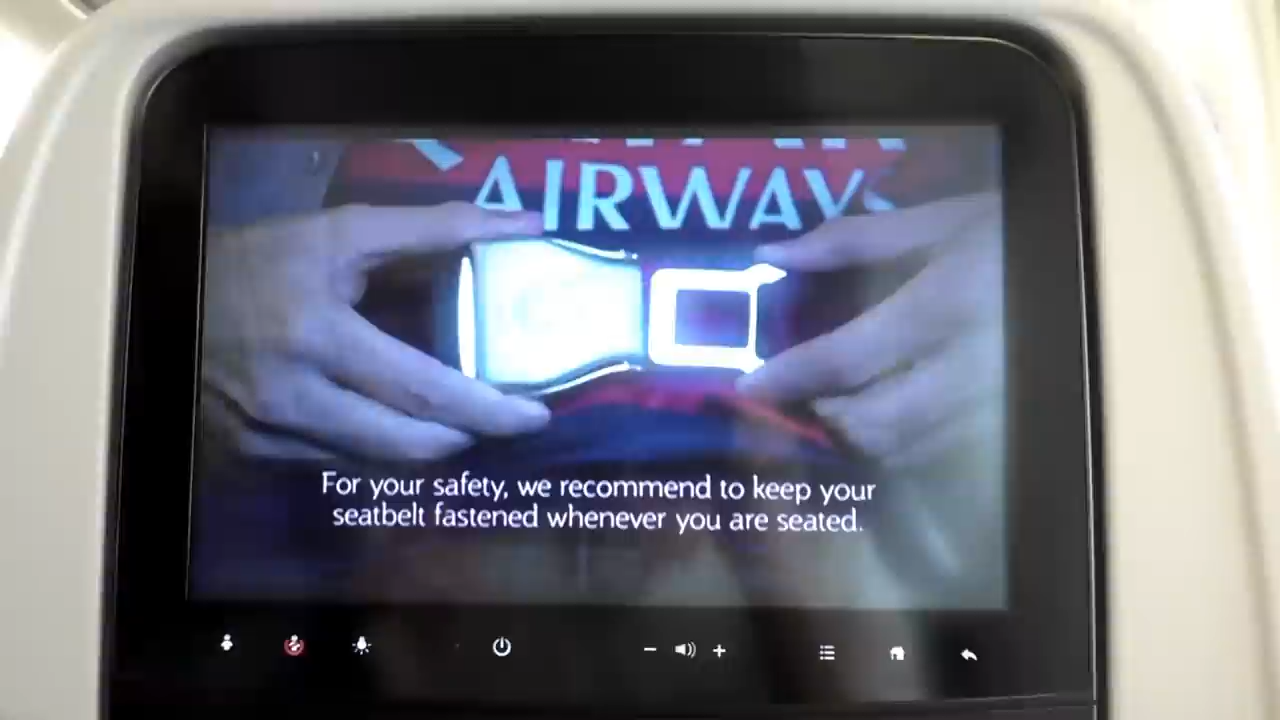 AIRWAYS
For your safety, we recommend to keep your
seatbelt fastened whenever you are seated.